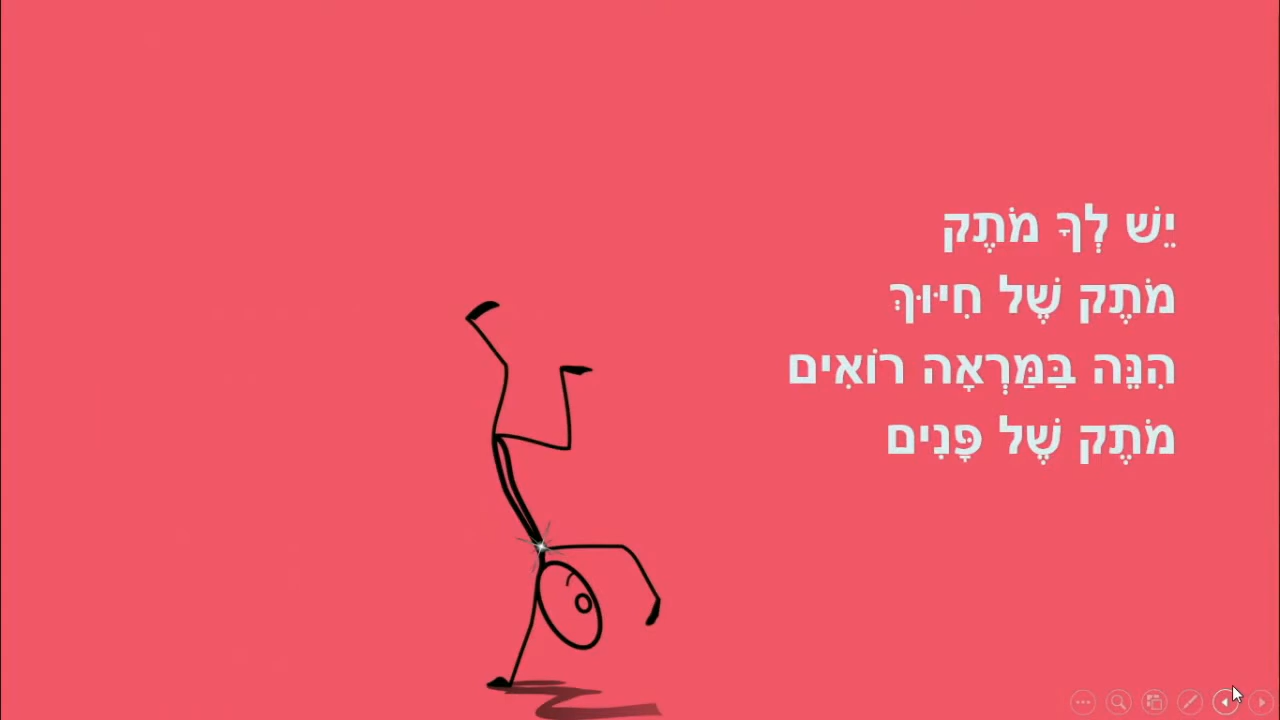 יֵשׁ לְךָ מֹתֶק
מֹתֶק שֶׁל חִיּוּךְ
הִנֵּה בַּמַּרְאָה רוֹאִים
מֹתֶק שֶׁל פָּנִים